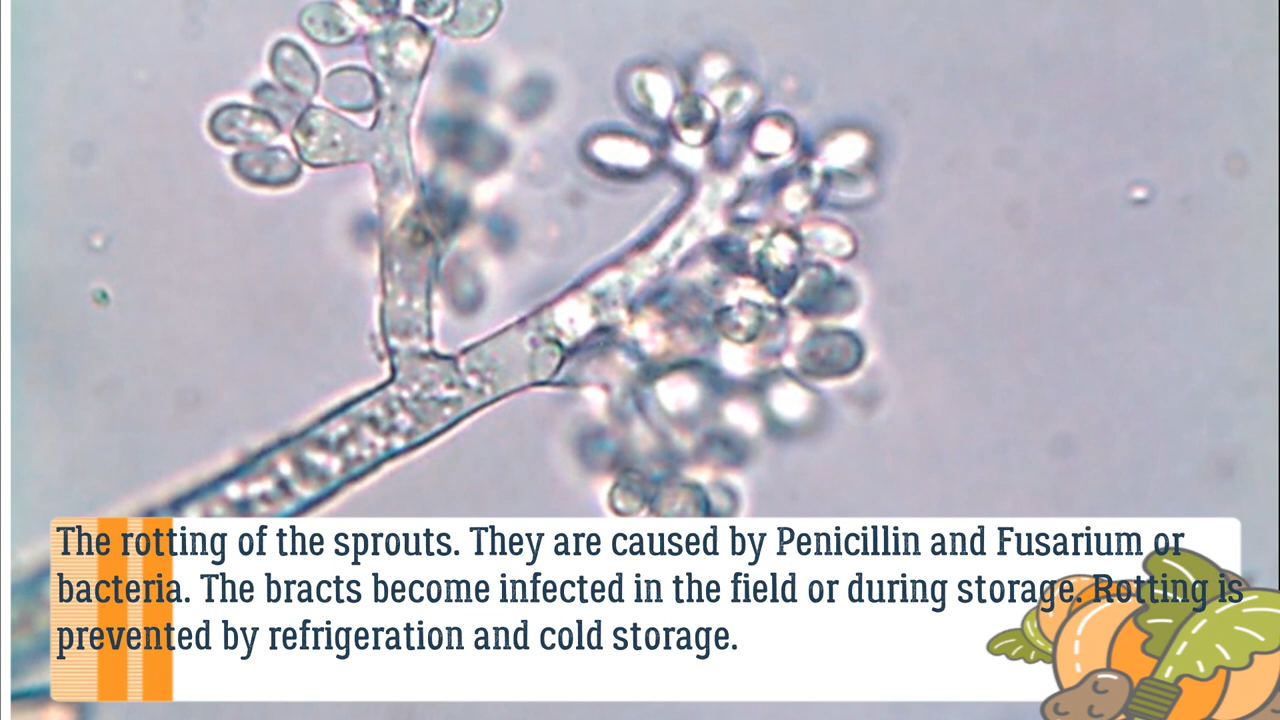 The rotting of the sprouts. They are caused by Penicillin and Fusarium or
bacteria. The bracts become infected in the field or during storage. Rotting is
prevented by refrigeration and cold storage.